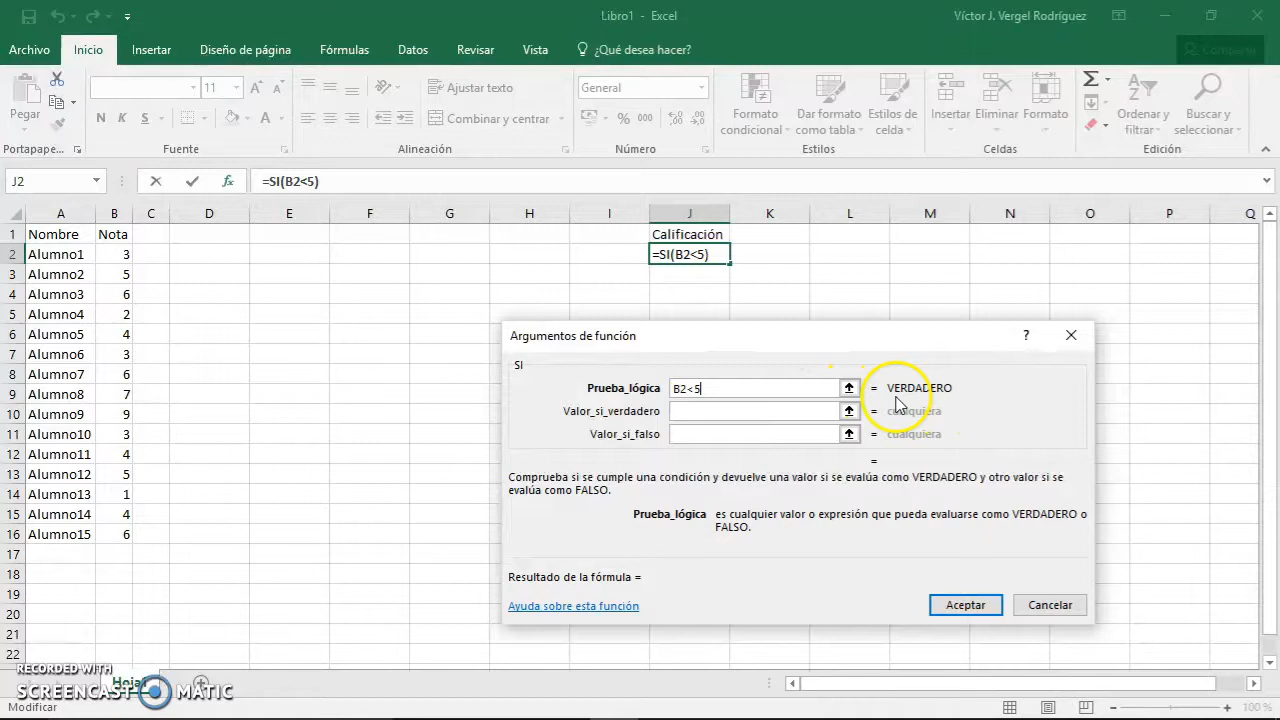 Libro1 - Excel
Víctor J. Vergel Rodríguez
Archivo Inicio Insertar Diseño de página Fórmulas Datos Revisar Vista ¿Qué desea hacer? Compartir
Pegar
11
N K S
A A
Ajustar texto
Combinar y centrar
General
% 000
Formato condicional
Dar formato como tabla
Estilos de celda
Insertar Eliminar Formato
Ordenar y filtrar
Buscar y seleccionar
Portapape... Fuente Alineación Número Estilos Celdas Edición
J2 fx =SI(B2<5)
A B C D E F G H I J K L M N O P Q
1 Nombre Nota Calificación
2 Alumno1 3 =SI(B2<5)
3 Alumno2 5
4 Alumno3 6
5 Alumno4 2
6 Alumno5 4
7 Alumno6 3
8 Alumno7 6
9 Alumno8 7
10 Alumno9 9
11 Alumno10 3
12 Alumno11 4
13 Alumno12 5
14 Alumno13 1
15 Alumno14 4
16 Alumno15 6
17
18
19
20
21
22
Argumentos de función ?
SI
Prueba_lógica B2<5 = VERDADERO
Valor_si_verdadero = cualquiera
Valor_si_falso = cualquiera
=
Comprueba si se cumple una condición y devuelve una valor si se evalúa como VERDADERO y otro valor si se
evalúa como FALSO.
Prueba_lógica es cualquier valor o expresión que pueda evaluarse como VERDADERO o
FALSO.
Resultado de la fórmula =
Ayuda sobre esta función
Aceptar Cancelar
RECORDED WITH
SCREENCAST MATIC
Modificar
100 %